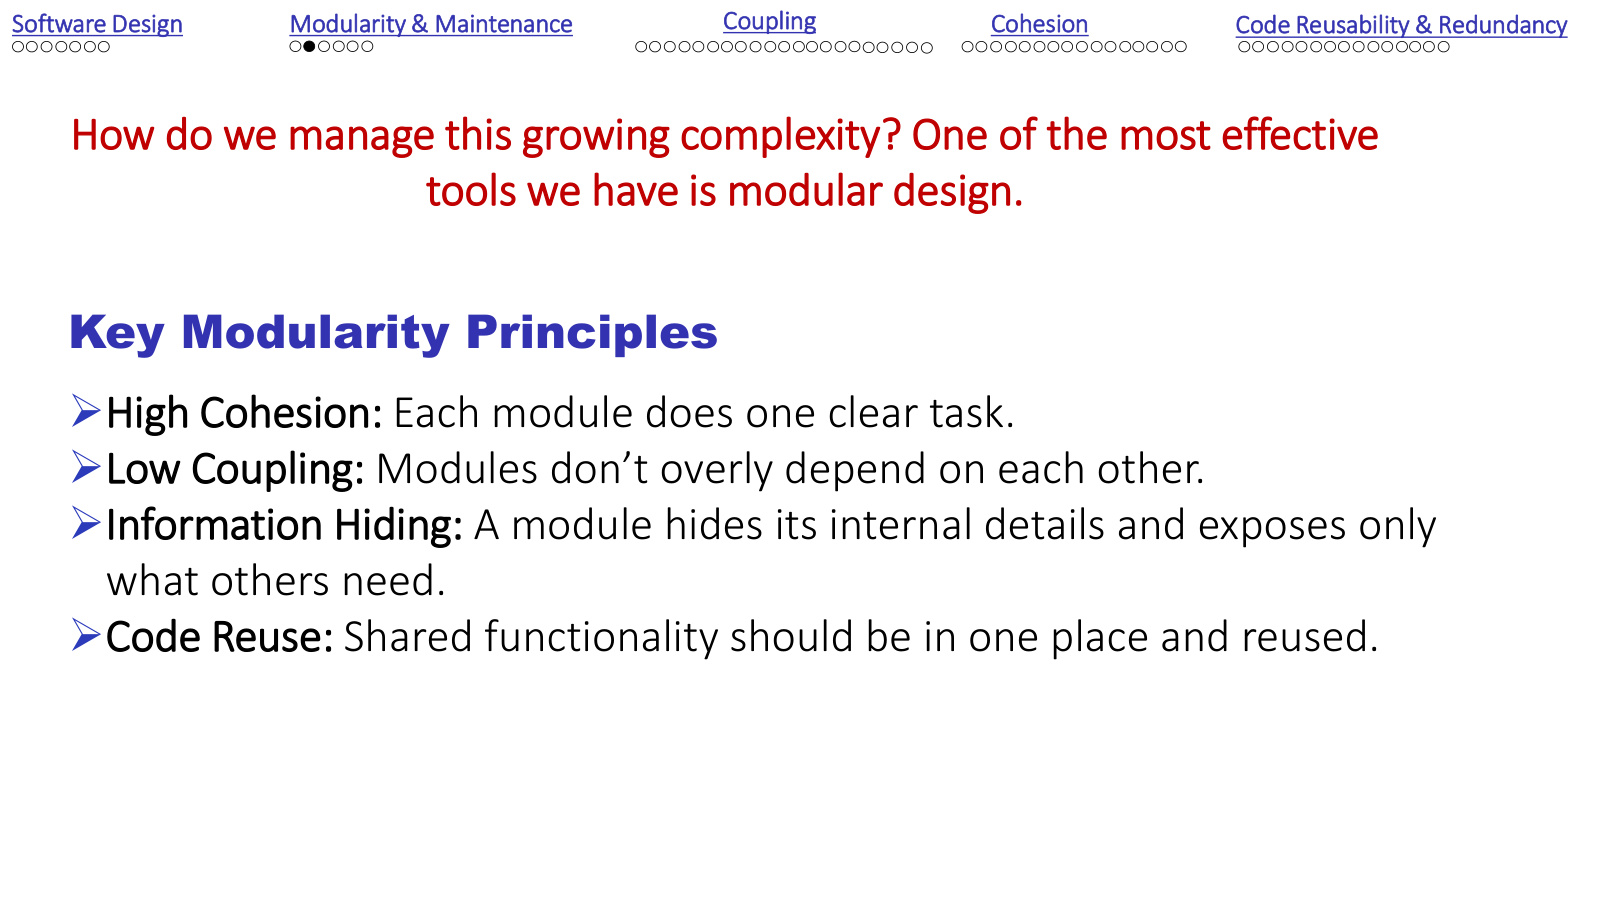 Software Design
Modularity & Maintenance
Coupling
Cohesion
Code Reusability & Redundancy
How do we manage this growing complexity? One of the most effective
tools we have is modular design.
Key Modularity Principles
High Cohesion: Each module does one clear task.
Low Coupling: Modules don’t overly depend on each other.
Information Hiding: A module hides its internal details and exposes only
what others need.
Code Reuse: Shared functionality should be in one place and reused.